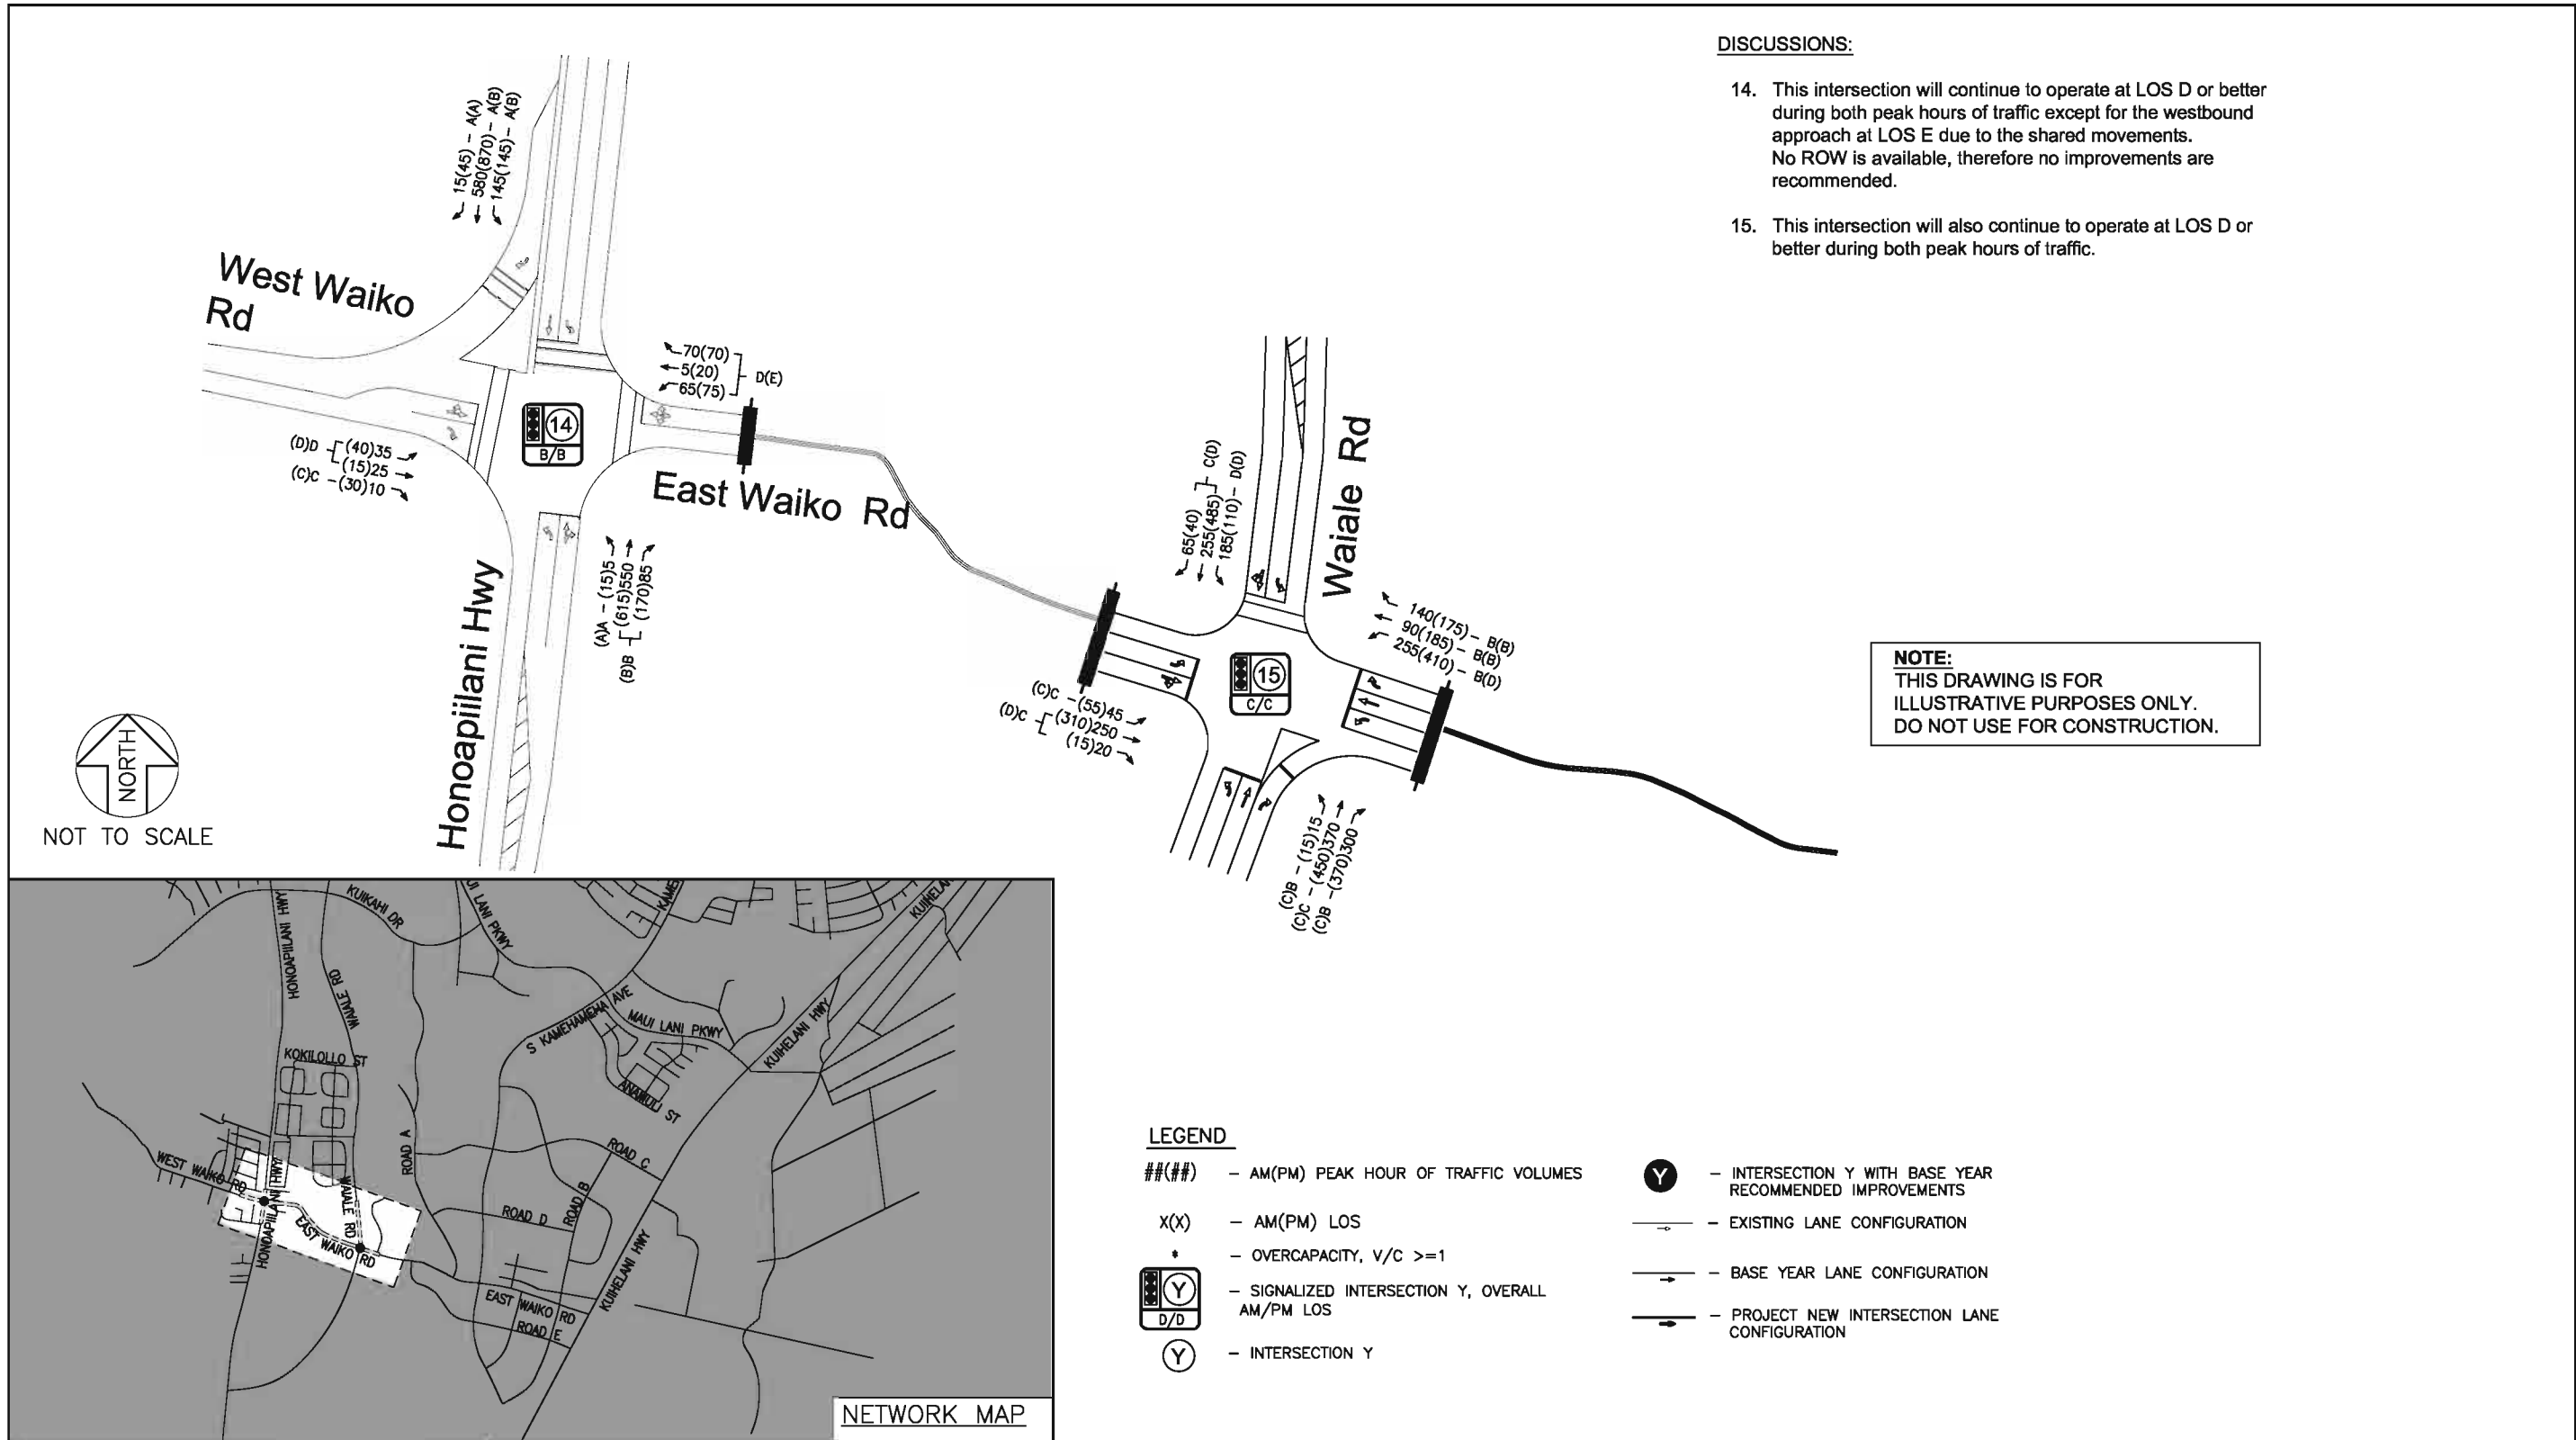 DISCUSSIONS:
14. This intersection will continue to operate at LOS D or better
during both peak hours of traffic except for the westbound
approach at LOS E due to the shared movements.
No ROW is available, therefore no improvements are
recommended.
15. This intersection will also continue to operate at LOS D or
better during both peak hours of traffic.
15(45) - A(A)
580(870) - A(B)
145(145) - A(B)
West Waiko
Rd
70(70)
5(20)
65(75)
D(E)
14
B/B
(D)D
(40)35
(15)25
(C)C -(30)10
East Waiko Rd
Honoapiilani Hwy
(A)A - (15)5
(B)B
(615)550
(170)85
65(40)
255(485)
C(D)
185(110)- D(D)
Waiale Rd
140(175)- B(B)
90(185)- B(B)
255(410)- B(D)
15
C/C
(C)C -(55)45
(D)C
(310)250
(15)20
(C)B - (15)15
(C)C - (450)370
(C)B -(370)300
NOTE:
THIS DRAWING IS FOR
ILLUSTRATIVE PURPOSES ONLY.
DO NOT USE FOR CONSTRUCTION.
NORTH
NOT TO SCALE
HONOAPIILANI HWY
KUIKAHI DR
UI LANI PKWY
KAME
KUIHELAN
WAIALE RD
S KAMEHAMEHA AVE
MAUI LANI PKWY
KUIHELANI HWY
KOKILOLLO ST
ROAD A
ROAD C
ROAD B
ROAD D
WEST WAIKO RD
HONOAPIILANI HWY
WAIALE RD
EAST WAIKO RD
KUIHELANI HWY
EAST WAIKO RD
ROAD E
NETWORK MAP
LEGEND
##(##) - AM(PM) PEAK HOUR OF TRAFFIC VOLUMES
X(X) - AM(PM) LOS
* - OVERCAPACITY, V/C >=1
Y
D/D
- SIGNALIZED INTERSECTION Y, OVERALL
AM/PM LOS
Y - INTERSECTION Y
Y - INTERSECTION Y WITH BASE YEAR
RECOMMENDED IMPROVEMENTS
- EXISTING LANE CONFIGURATION
- BASE YEAR LANE CONFIGURATION
- PROJECT NEW INTERSECTION LANE
CONFIGURATION